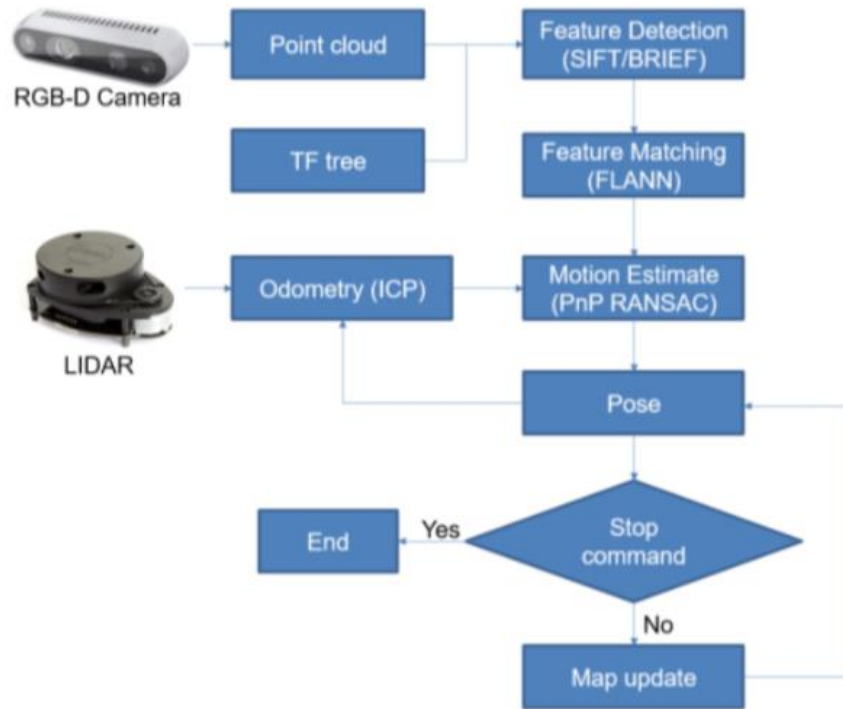 Point cloud
Feature Detection
(SIFT/BRIEF)
RGB-D Camera
TF tree
Feature Matching
(FLANN)
Odometry (ICP)
Motion Estimate
(PnP RANSAC)
LIDAR
Pose
End
Yes
Stop
command
No
Map update